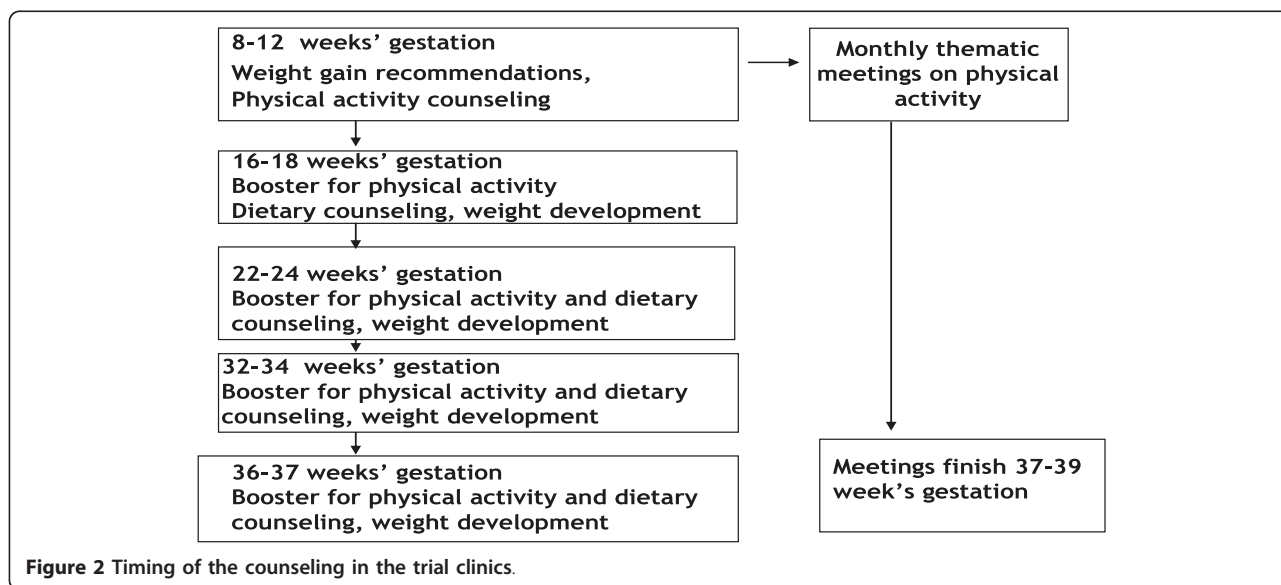 8-12 weeks' gestation
Weight gain recommendations,
Physical activity counseling
Monthly thematic
meetings on physical
activity
16-18 weeks' gestation
Booster for physical activity
Dietary counseling, weight development
22-24 weeks' gestation
Booster for physical activity and dietary
counseling, weight development
32-34 weeks' gestation
Booster for physical activity and dietary
counseling, weight development
36-37 weeks' gestation
Booster for physical activity and dietary
counseling, weight development
Meetings finish 37-39
week's gestation
Figure 2 Timing of the counseling in the trial clinics.